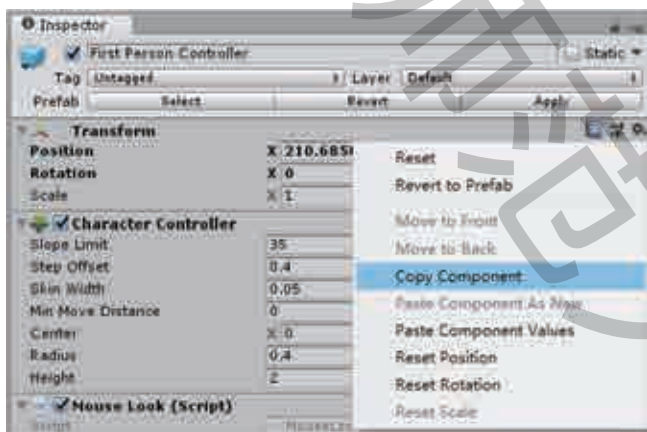 Inspector
First Person Controller
Static
Tag Untagged Layer Default
Prefab Select Revert Apply
Transform
Position X 210.685
Rotation X 0
Scale X 1
Character Controller
Slope Limit 35
Step Offset 0.4
Skin Width 0.05
Min Move Distance 0
Center X 0
Radius 0.4
Height 2
Mouse Look (Script)
Script
Reset
Revert to Prefab
Move to Front
Move to Back
Copy Component
Paste Component As New
Paste Component Values
Reset Position
Reset Rotation
Reset Scale